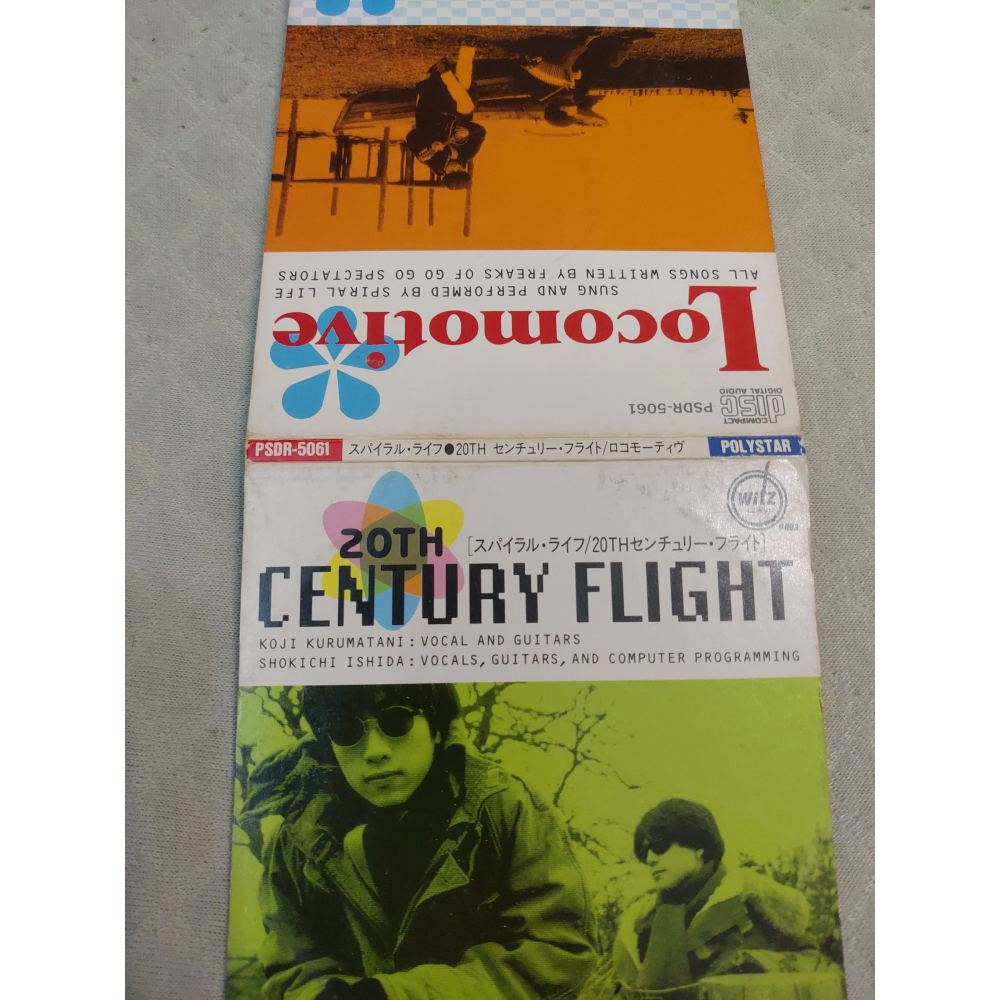 ALL SONGS WRITTEN BY FREAKS OF GO GO SPECTATORS
SUNG AND PERFORMED BY SPIRAL LIFE
Locomotive
COMPACT
disc
DIGITAL AUDIO
PSDR-5061
PSDR-5061 スパイラル・ライフ●20TH センチュリー・フライト/ロコモーティヴ POLYSTAR
witz
20TH [スパイラル・ライフ/20THセンチュリー・フライト]
CENTURY FLIGHT
KOJI KURUMATANI : VOCAL AND GUITARS
SHOKICHI ISHIDA : VOCALS, GUITARS, AND COMPUTER PROGRAMMING